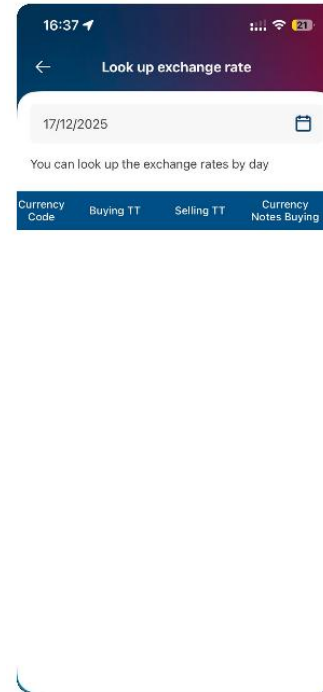 16:37
21
Look up exchange rate
17/12/2025
You can look up the exchange rates by day
Currency Code Buying TT Selling TT Currency Notes Buying